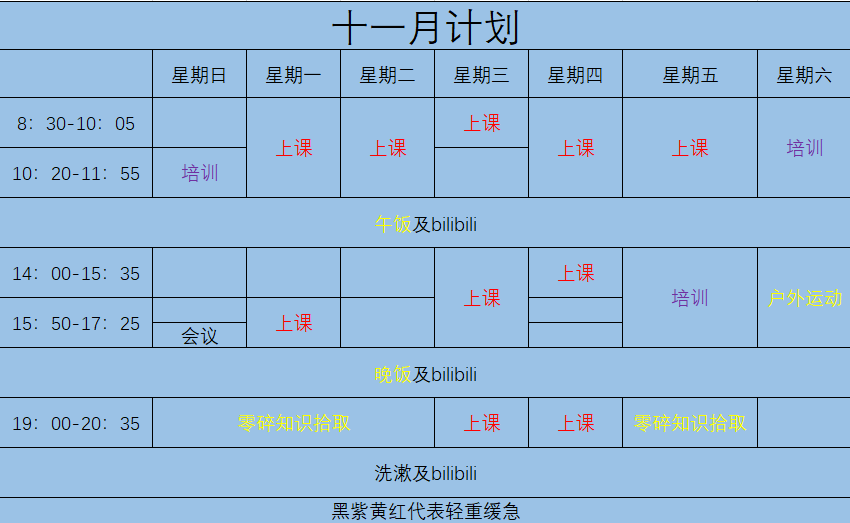 十一月计划
星期日 星期一 星期二 星期三 星期四 星期五 星期六
8：30-10：05 上课
上课 上课 上课 上课 培训
10：20-11：55 培训
午饭及bilibili
14：00-15：35 上课
上课 培训 户外运动
15：50-17：25 上课
会议
晚饭及bilibili
19：00-20：35 零碎知识拾取 上课 上课 零碎知识拾取
洗漱及bilibili
黑紫黄红代表轻重缓急